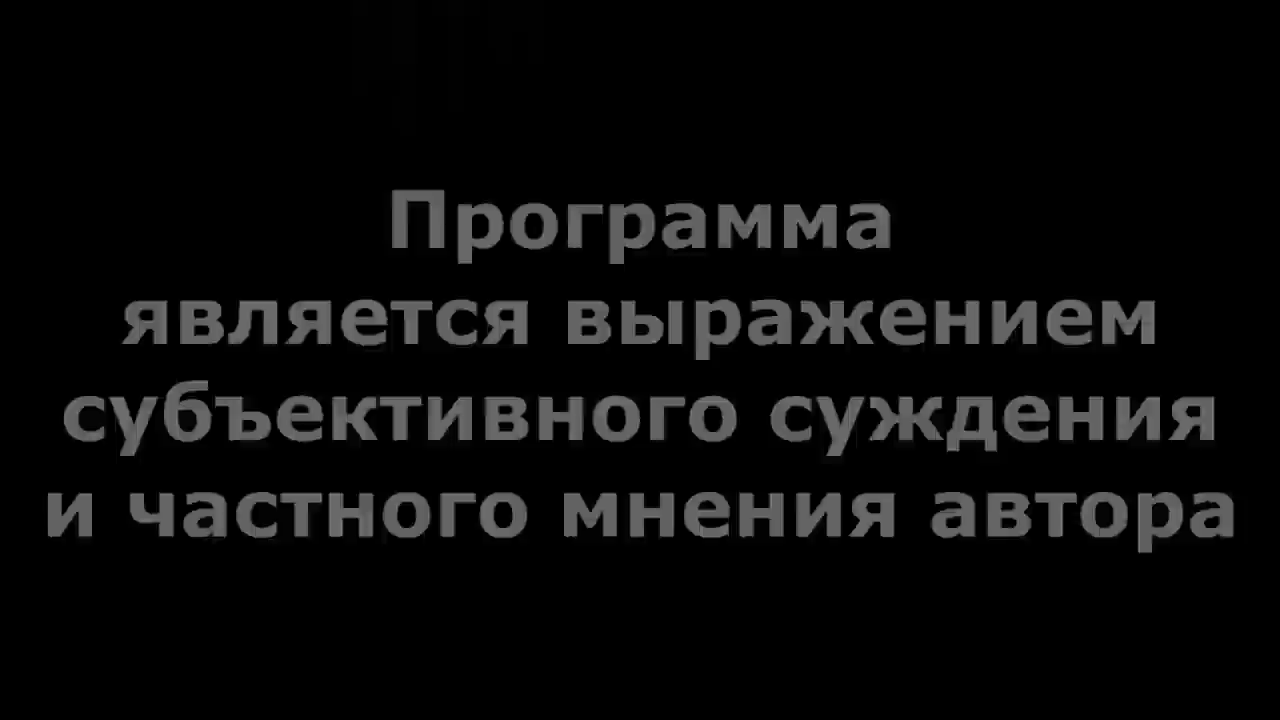 Программа
является выражением
субъективного суждения
и частного мнения автора